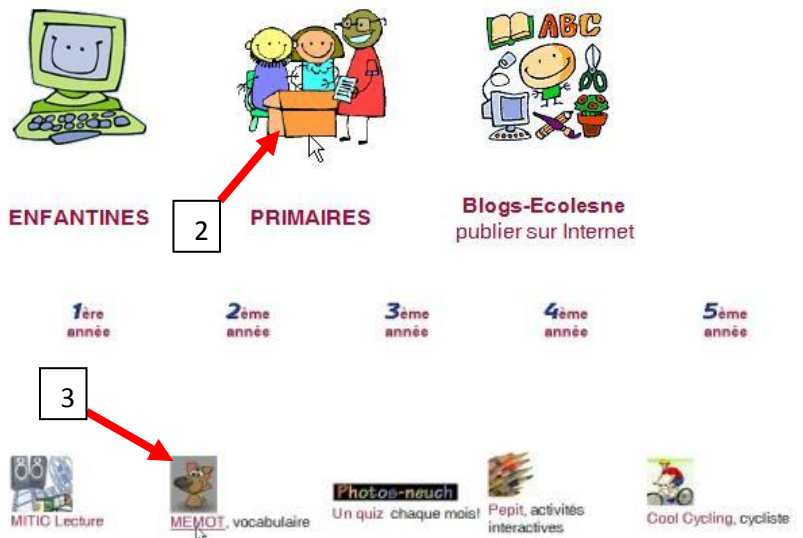 ABC
ENFANTINES
2
PRIMAIRES
Blogs-Ecolesne
publier sur Internet
1ère
année
2ème
année
3ème
année
4ème
année
5ème
année
3
MITIC Lecture
MEMOT, vocabulaire
Photos-neuch
Un quiz chaque mois!
Pepit, activités
interactives
Cool Cycling, cycliste